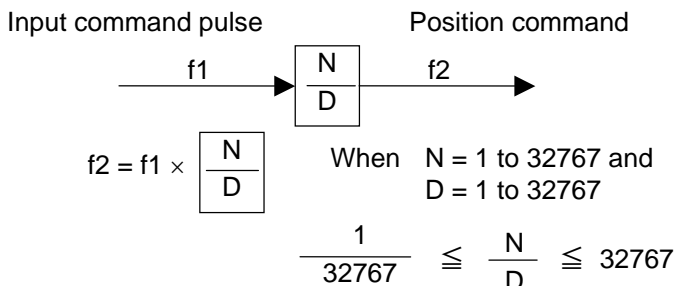 Input command pulse Position command
f1 N/D f2
f2 = f1 × N/D When N = 1 to 32767 and
D = 1 to 32767
1/32767 ≦ N/D ≦ 32767